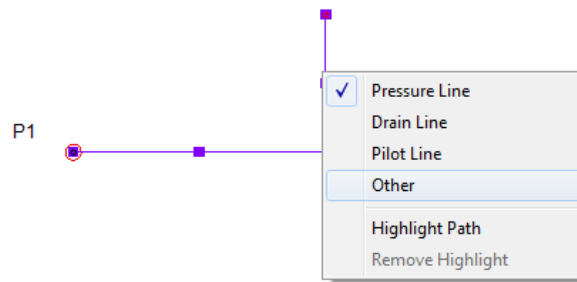 P1
Pressure Line
Drain Line
Pilot Line
Other
Highlight Path
Remove Highlight